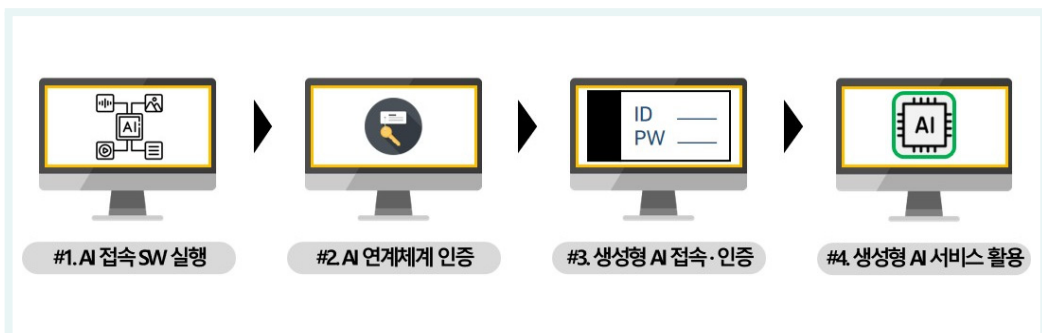 AI
ID
PW
AI
#1. AI 접속 SW 실행
#2. AI 연계체계 인증
#3. 생성형 AI 접속·인증
#4. 생성형 AI 서비스 활용